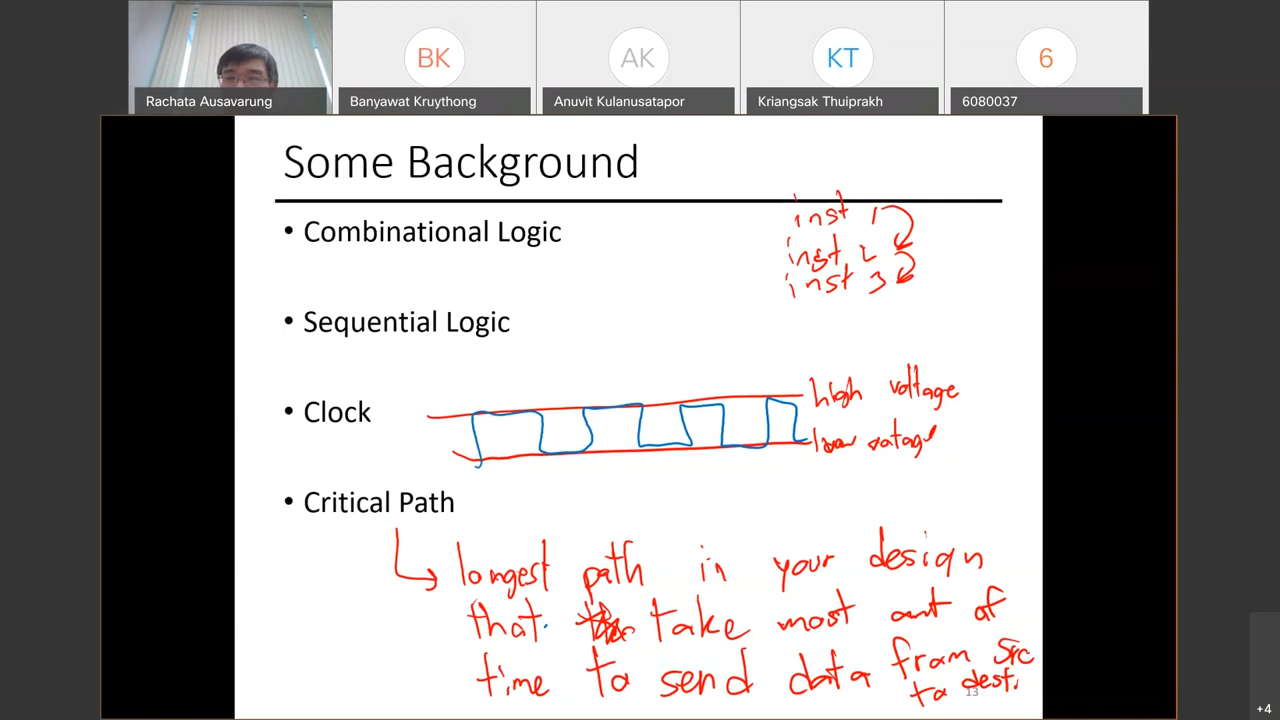 BK
AK
KT
6
Rachata Ausavarung
Banyawat Kruythong
Anuvit Kulanusatapor
Kriangsak Thuiprakh
6080037
Some Background
• Combinational Logic
inst 1
inst 2
inst 3
• Sequential Logic
• Clock
high voltage
low
• Critical Path
longest path in your design
that take most amt of
time to send data from src
to dest.
13
+4